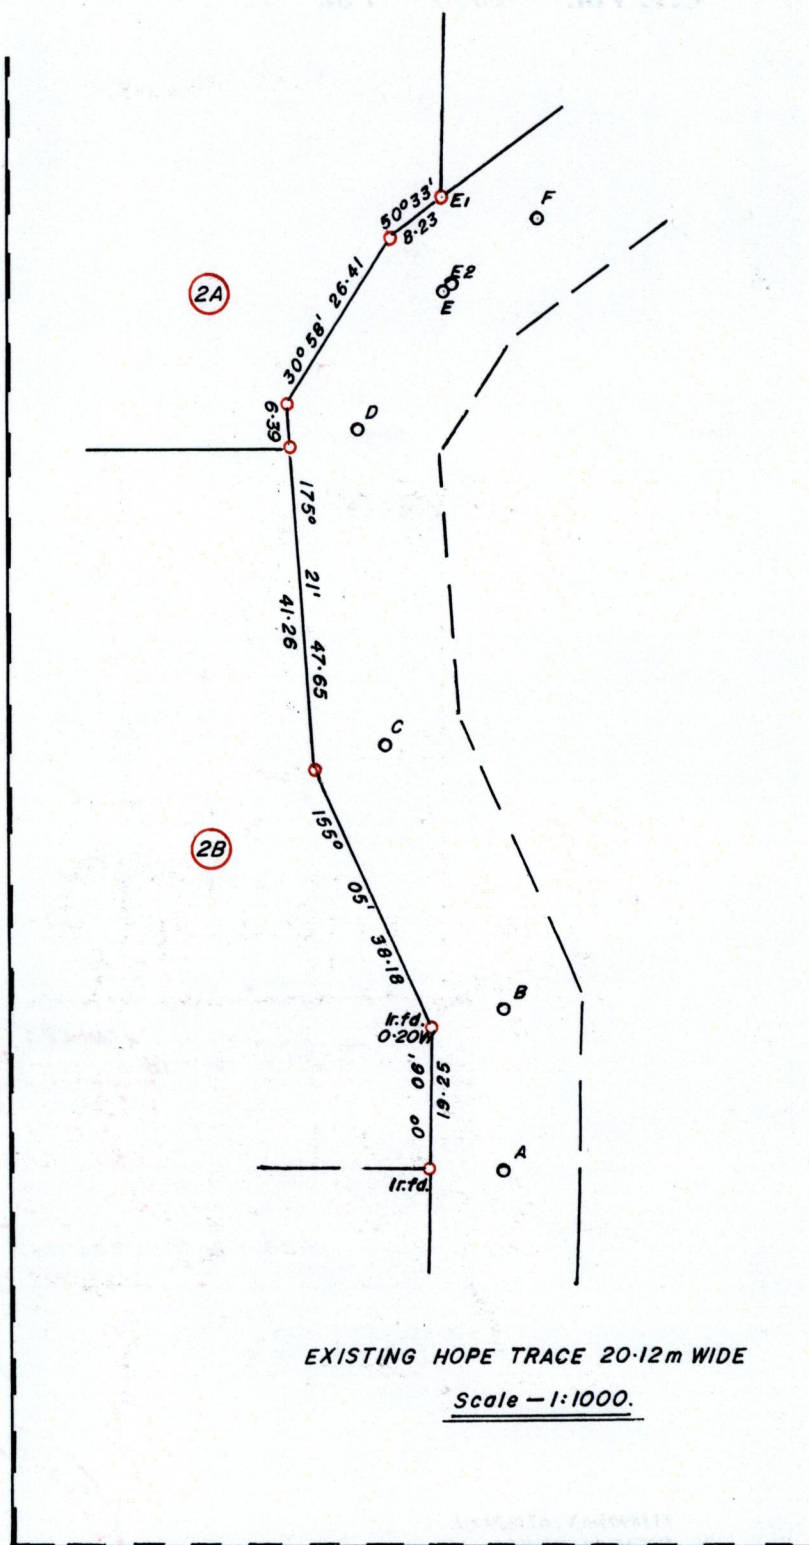 50°33'
8·23
E1
F
2A
30°58' 26·41
E2
E
6·39
D
175° 21' 47·65
41·26
C
2B
155° 05' 38·18
B
Ir.fd.
0·20W
0° 06'
19·25
A
Ir.fd.
EXISTING HOPE TRACE 20·12m WIDE
Scale — 1:1000.